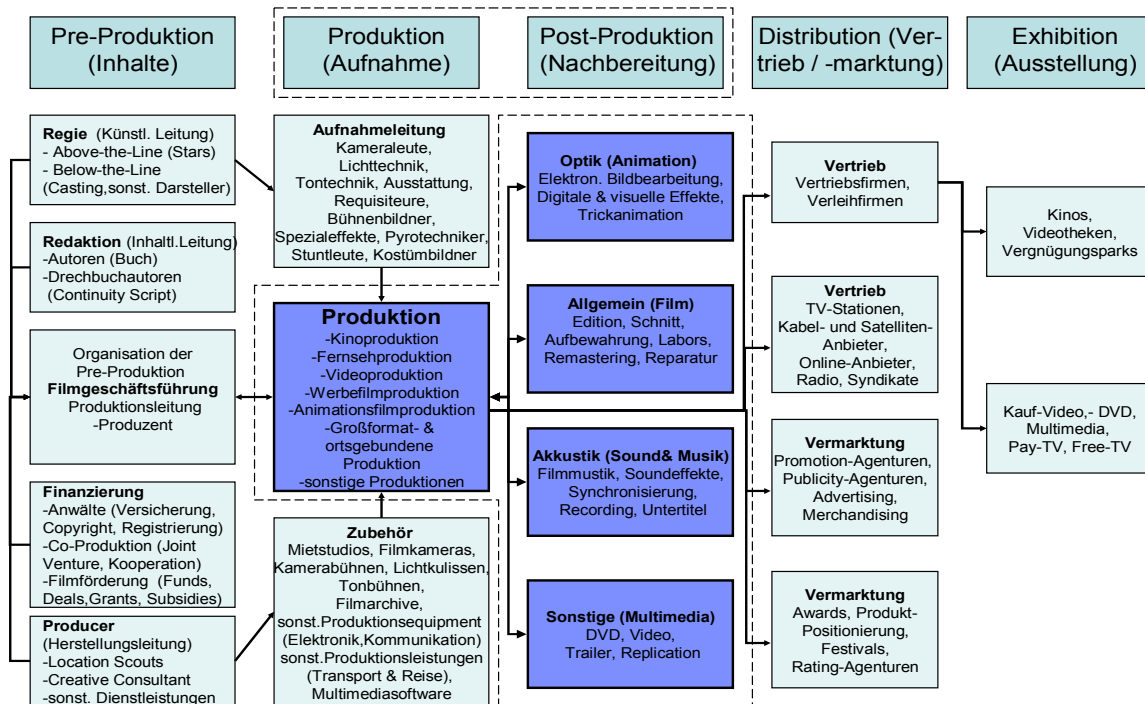 Pre-Produktion
(Inhalte)
Produktion
(Aufnahme)
Post-Produktion
(Nachbereitung)
Distribution (Ver-
trieb / -marktung)
Exhibition
(Ausstellung)
Regie (Künstl. Leitung)
- Above-the-Line (Stars)
- Below-the-Line
(Casting,sonst. Darsteller)
Redaktion (Inhaltl.Leitung)
-Autoren (Buch)
-Drechbuchautoren
(Continuity Script)
Organisation der
Pre-Produktion
Filmgeschäftsführung
Produktionsleitung
-Produzent
Finanzierung
-Anwälte (Versicherung,
Copyright, Registrierung)
-Co-Produktion (Joint
Venture, Kooperation)
-Filmförderung (Funds,
Deals,Grants, Subsidies)
Producer
(Herstellungsleitung)
-Location Scouts
-Creative Consultant
-sonst. Dienstleistungen
Aufnahmeleitung
Kameraleute,
Lichttechnik,
Tontechnik, Ausstattung,
Requisiteure,
Bühnenbildner,
Spezialeffekte, Pyrotechniker,
Stuntleute, Kostümbildner
Produktion
-Kinoproduktion
-Fernsehproduktion
-Videoproduktion
-Werbefilmproduktion
-Animationsfilmproduktion
-Großformat- &
ortsgebundene
Produktion
-sonstige Produktionen
Zubehör
Mietstudios, Filmkameras,
Kamerabühnen, Lichtkulissen,
Tonbühnen,
Filmarchive,
sonst.Produktionsequipment
(Elektronik,Kommunikation)
sonst.Produktionsleistungen
(Transport & Reise),
Multimediasoftware
Optik (Animation)
Elektron. Bildbearbeitung,
Digitale & visuelle Effekte,
Trickanimation
Allgemein (Film)
Edition, Schnitt,
Aufbewahrung, Labors,
Remastering, Reparatur
Akkustik (Sound& Musik)
Filmmustik, Soundeffekte,
Synchronisierung,
Recording, Untertitel
Sonstige (Multimedia)
DVD, Video,
Trailer, Replication
Vertrieb
Vertriebsfirmen,
Verleihfirmen
Vertrieb
TV-Stationen,
Kabel- und Satelliten-
Anbieter,
Online-Anbieter,
Radio, Syndikate
Vermarktung
Promotion-Agenturen,
Publicity-Agenturen,
Advertising,
Merchandising
Vermarktung
Awards, Produkt-
Positionierung,
Festivals,
Rating-Agenturen
Kinos,
Videotheken,
Vergnügungsparks
Kauf-Video,- DVD,
Multimedia,
Pay-TV, Free-TV